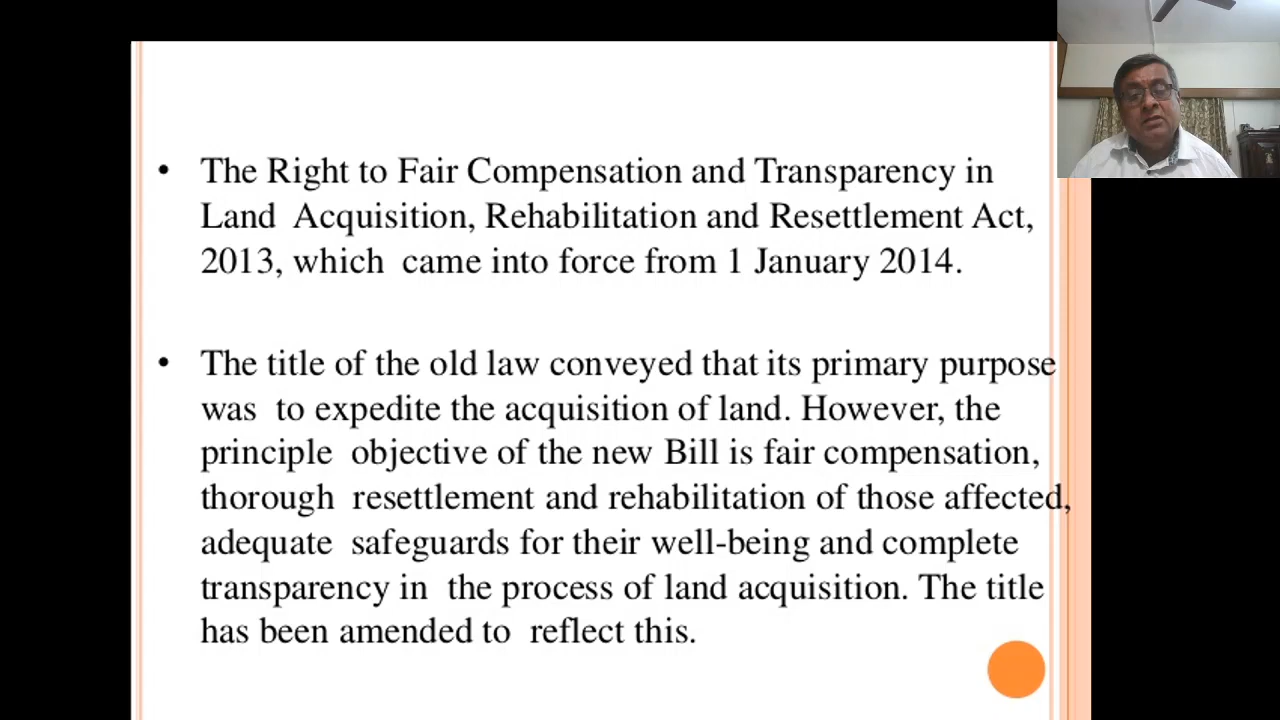 • The Right to Fair Compensation and Transparency in
Land Acquisition, Rehabilitation and Resettlement Act,
2013, which came into force from 1 January 2014.
• The title of the old law conveyed that its primary purpose
was to expedite the acquisition of land. However, the
principle objective of the new Bill is fair compensation,
thorough resettlement and rehabilitation of those affected,
adequate safeguards for their well-being and complete
transparency in the process of land acquisition. The title
has been amended to reflect this.